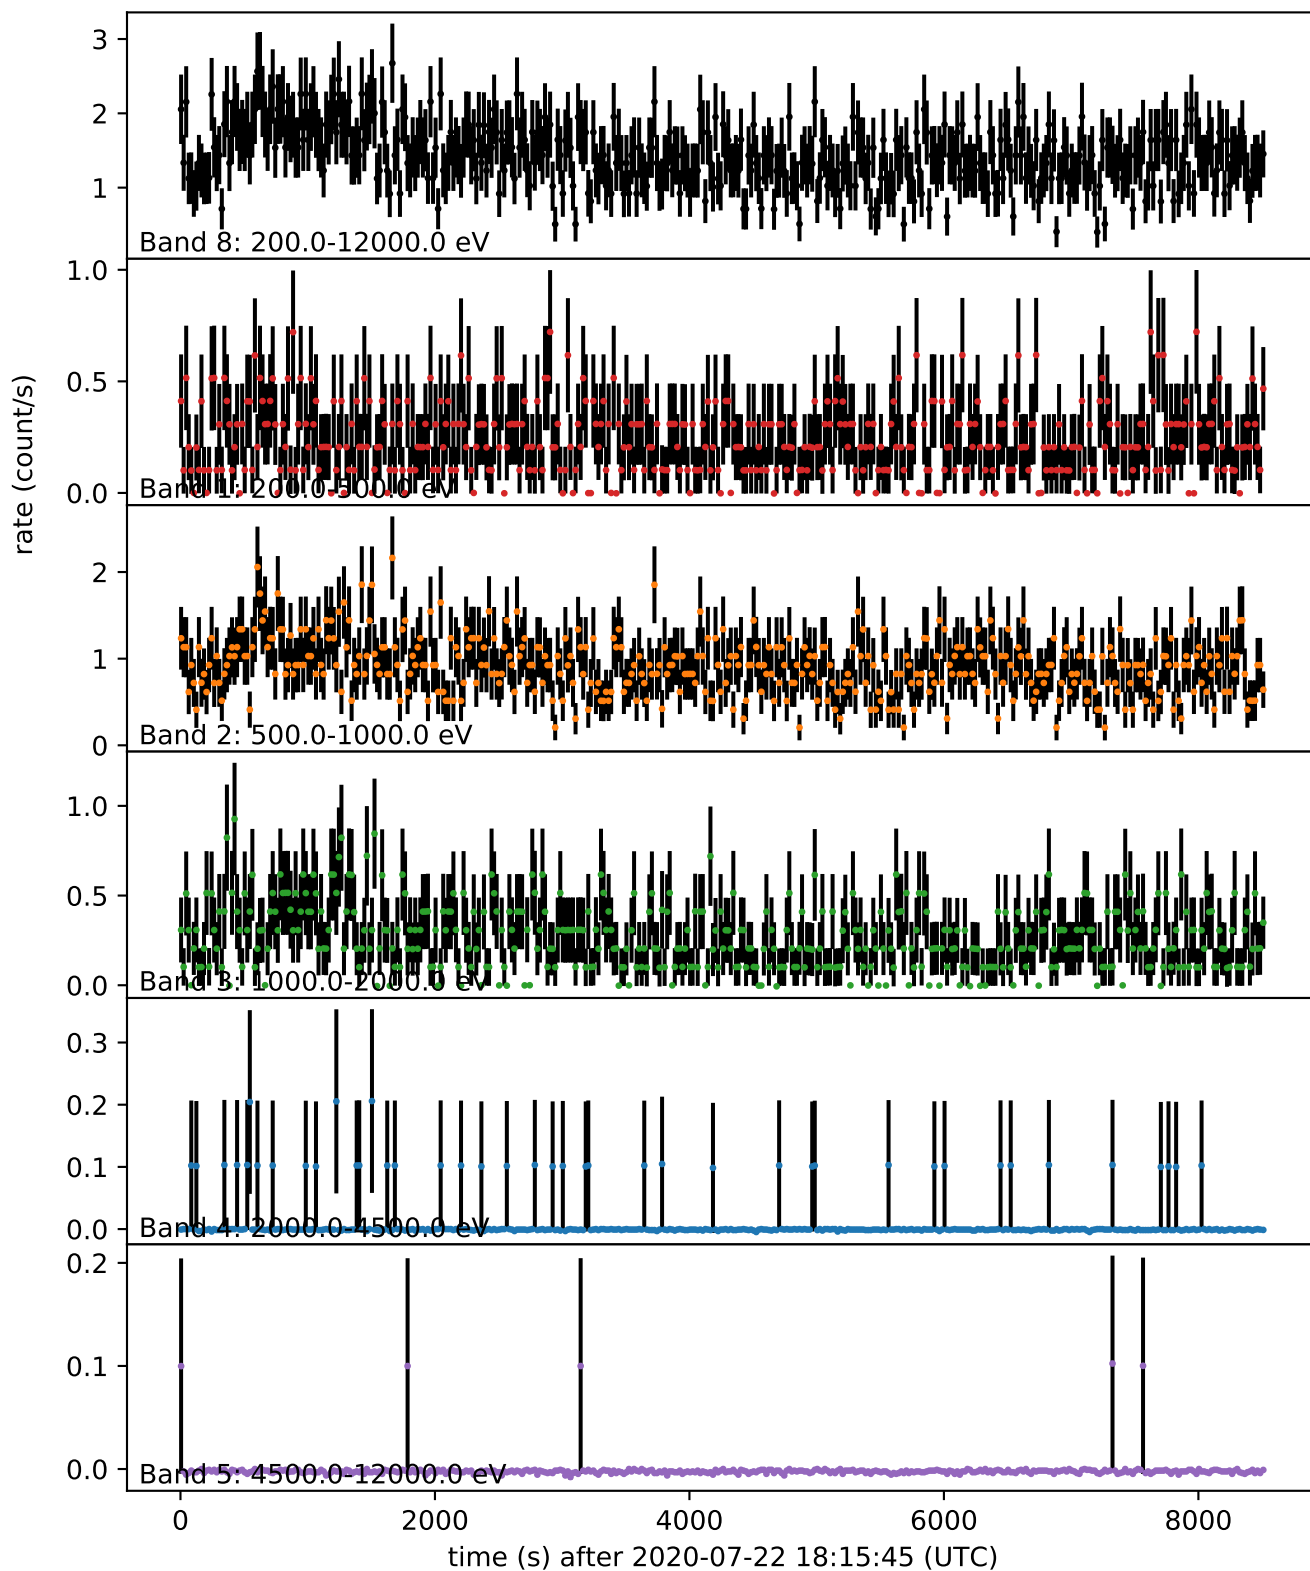 rate (count/s)
3
2
1
Band 8: 200.0-12000.0 eV
1.0
0.5
0.0
Band 1: 200.0-500.0 eV
2
1
0
Band 2: 500.0-1000.0 eV
1.0
0.5
0.0
Band 3: 1000.0-2000.0 eV
0.3
0.2
0.1
0.0
Band 4: 2000.0-4500.0 eV
0.2
0.1
0.0
Band 5: 4500.0-12000.0 eV
0 2000 4000 6000 8000
time (s) after 2020-07-22 18:15:45 (UTC)